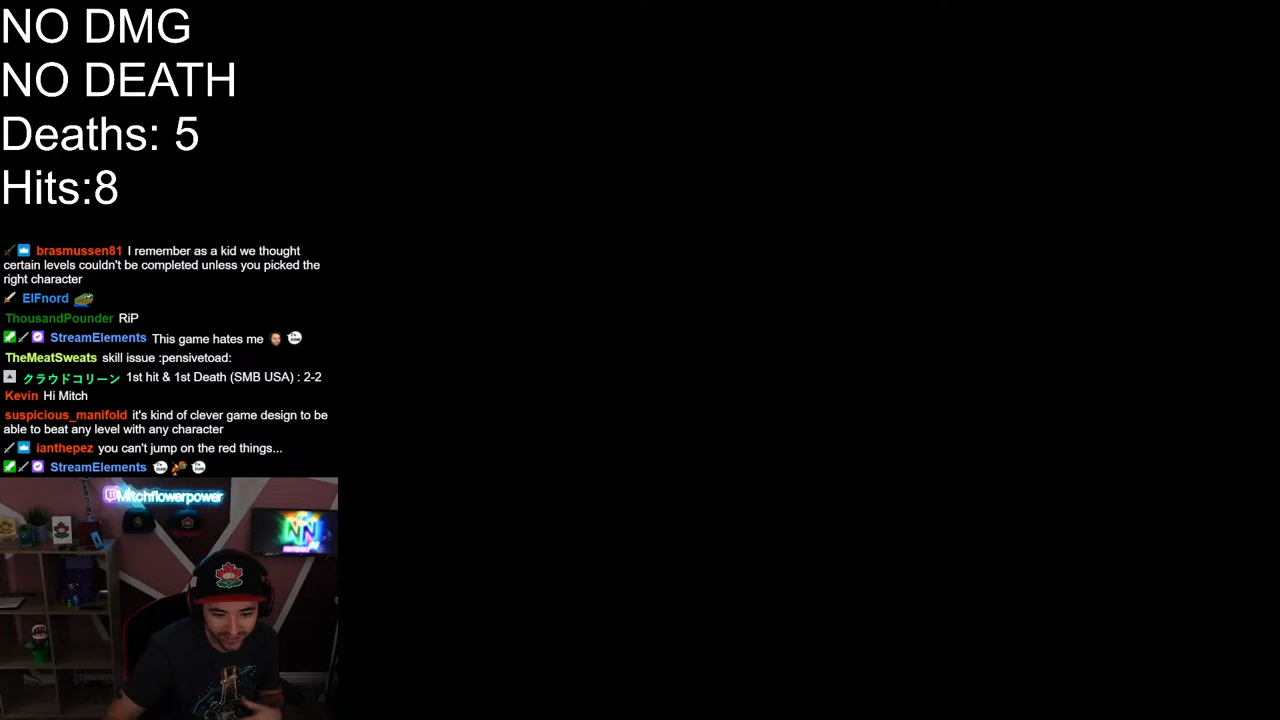 NO DMG
NO DEATH
Deaths: 5
Hits:8
brasmussen81 I remember as a kid we thought
certain levels couldn't be completed unless you picked the
right character
ElFnord
ThousandPounder RiP
StreamElements This game hates me
TheMeatSweats skill issue :pensivetoad:
クラウドコリーン 1st hit & 1st Death (SMB USA) : 2-2
Kevin Hi Mitch
suspicious_manifold it's kind of clever game design to be
able to beat any level with any character
ianthepez you can't jump on the red things...
StreamElements
Mitchflowerpower